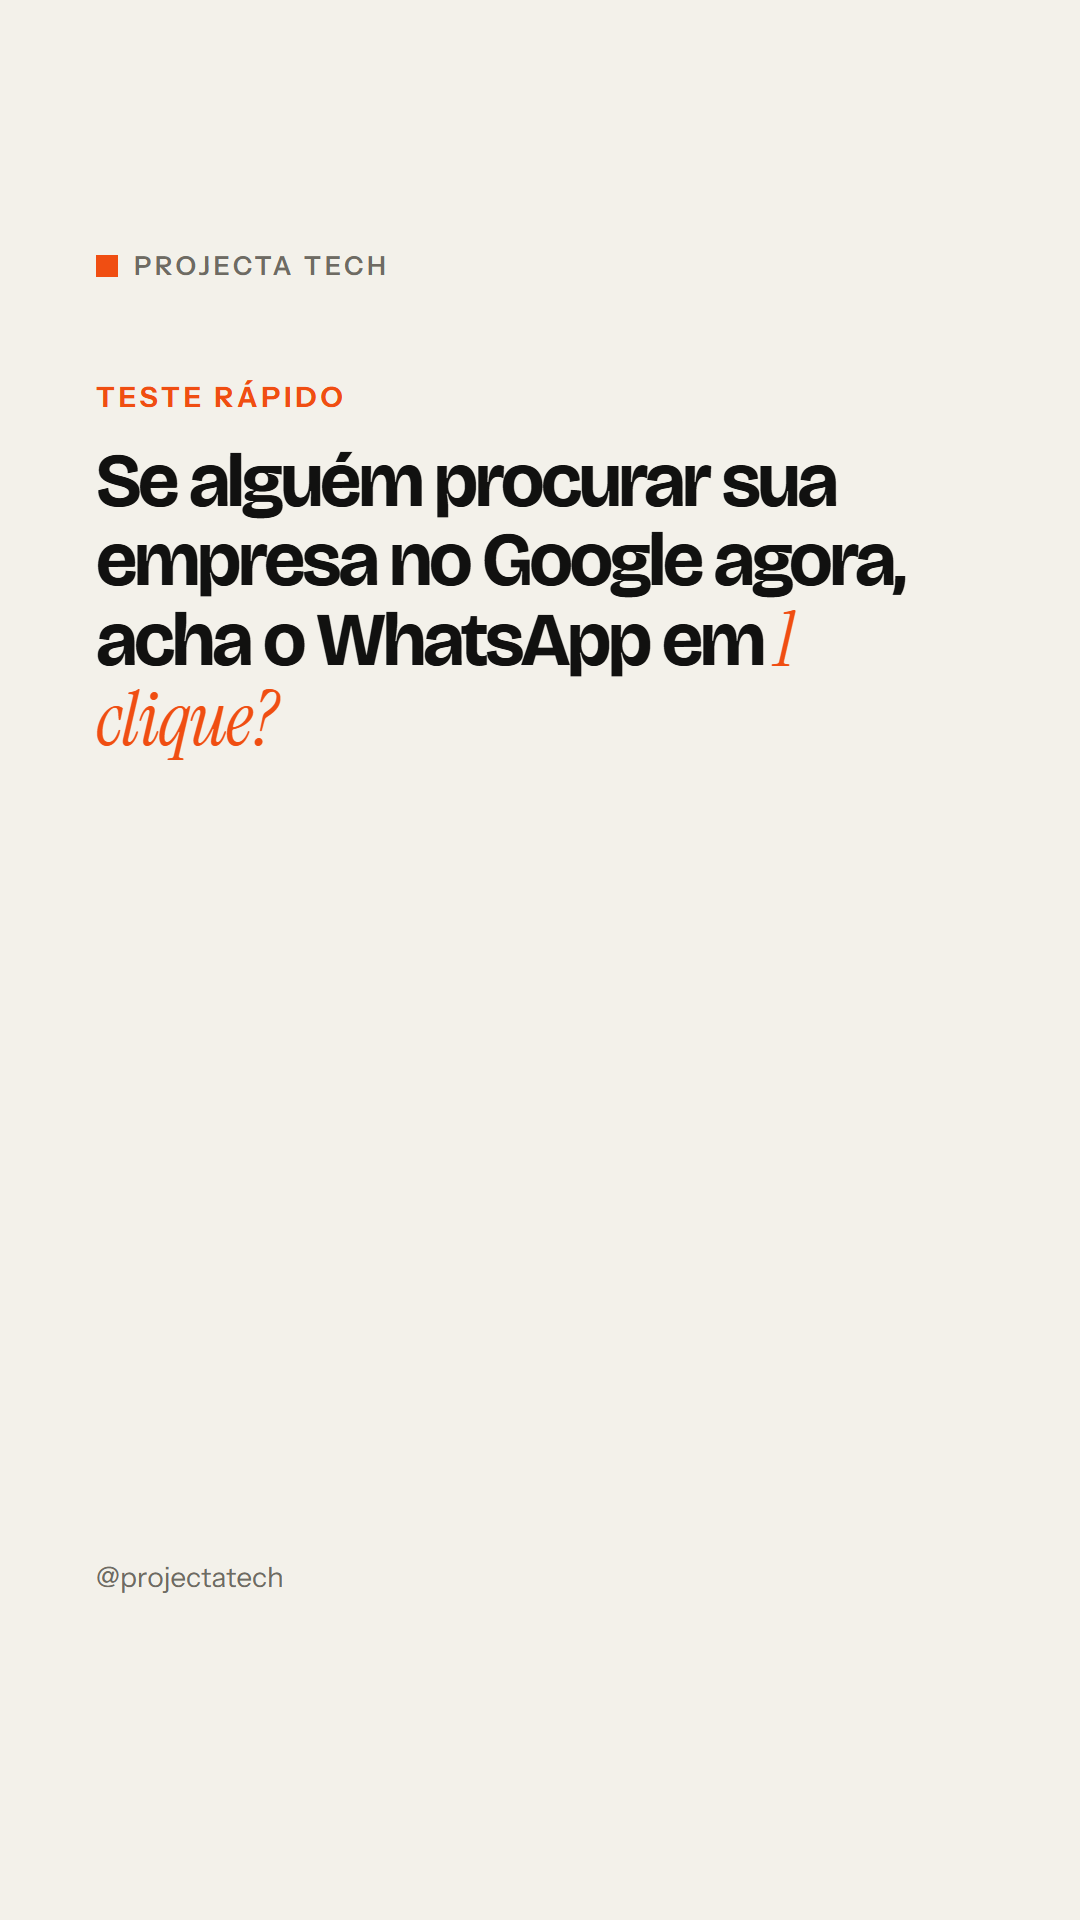 PROJECTA TECH
TESTE RÁPIDO
Se alguém procurar sua
empresa no Google agora,
acha o WhatsApp em 1
clique?
@projectatech